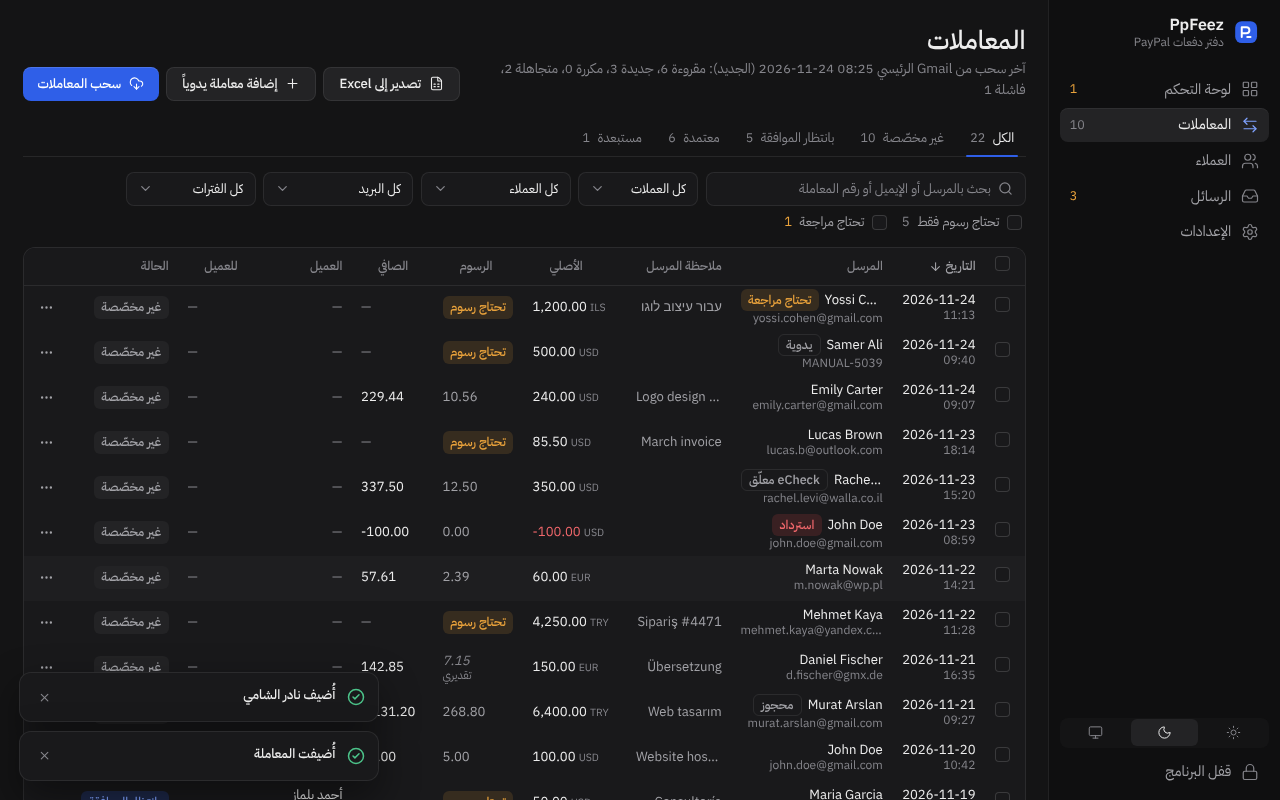 PpFeez
دفتر دفعات PayPal
لوحة التحكم 1
المعاملات 10
العملاء
الرسائل 3
الإعدادات
قفل البرنامج
المعاملات
آخر سحب من Gmail الرئيسي 08:25 24-11-2026 (الجديد): مقروءة 6، جديدة 3، مكررة 0، متجاهلة 2،
فاشلة 1
تصدير إلى Excel
إضافة معاملة يدوياً
سحب المعاملات
الكل 22 غير مخصّصة 10 بانتظار الموافقة 5 معتمدة 6 مستبعدة 1
بحث بالمرسل أو الإيميل أو رقم المعاملة
كل العملات
كل العملاء
كل البريد
كل الفترات
تحتاج رسوم فقط 5 تحتاج مراجعة 1
التاريخ المرسل ملاحظة المرسل الأصلي الرسوم الصافي العميل للعميل الحالة
2026-11-24 Yossi C... تحتاج مراجعة עבור עיצוב לוגו 1,200.00 ILS تحتاج رسوم — — — غير مخصّصة
11:13 yossi.cohen@gmail.com
2026-11-24 Samer Ali يدوية 500.00 USD تحتاج رسوم — — — غير مخصّصة
09:40 MANUAL-5039
2026-11-24 Emily Carter Logo design ... 240.00 USD 10.56 229.44 — — غير مخصّصة
09:07 emily.carter@gmail.com
2026-11-23 Lucas Brown March invoice 85.50 USD تحتاج رسوم — — — غير مخصّصة
18:14 lucas.b@outlook.com
2026-11-23 Rache... eCheck معلّق 350.00 USD 12.50 337.50 — — غير مخصّصة
15:20 rachel.levi@walla.co.il
2026-11-23 John Doe استرداد -100.00 USD 0.00 -100.00 — — غير مخصّصة
08:59 john.doe@gmail.com
2026-11-22 Marta Nowak 60.00 EUR 2.39 57.61 — — غير مخصّصة
14:21 m.nowak@wp.pl
2026-11-22 Mehmet Kaya Sipariş #4471 4,250.00 TRY تحتاج رسوم — — — غير مخصّصة
11:28 mehmet.kaya@yandex.c...
2026-11-21 Daniel Fischer Übersetzung 150.00 EUR 7.15 142.85 — — غير مخصّصة
16:35 d.fischer@gmx.de تقديري
2026-11-21 Murat Arslan محجوز Web tasarım 6,400.00 TRY 268.80 31.20
09:27 murat.arslan@gmail.com
2026-11-20 John Doe Website hos... 100.00 USD 5.00 .00
10:42 john.doe@gmail.com
2026-11-19 Maria Garcia أحمد بلماز
أُضيف نادر الشامي
أُضيفت المعاملة